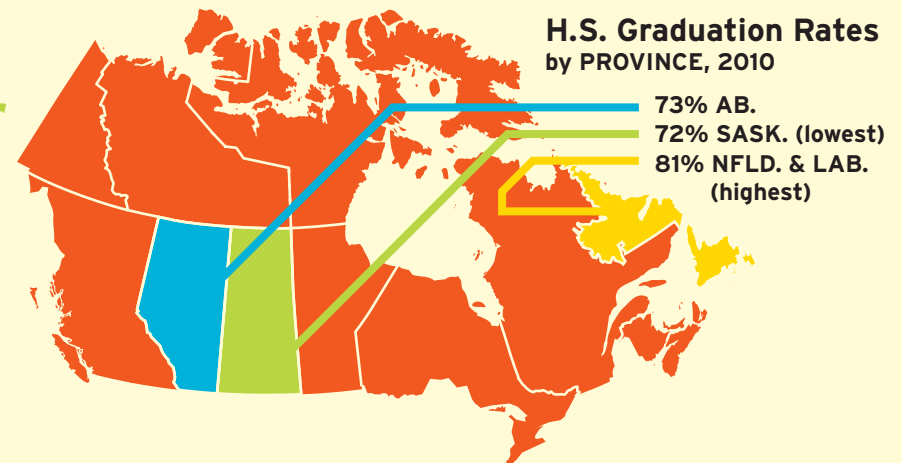 H.S. Graduation Rates
by PROVINCE, 2010
73% AB.
72% SASK. (lowest)
81% NFLD. & LAB.
(highest)